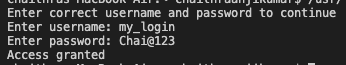 Enter correct username and password to continue
Enter username: my_login
Enter password: Chai@123
Access granted